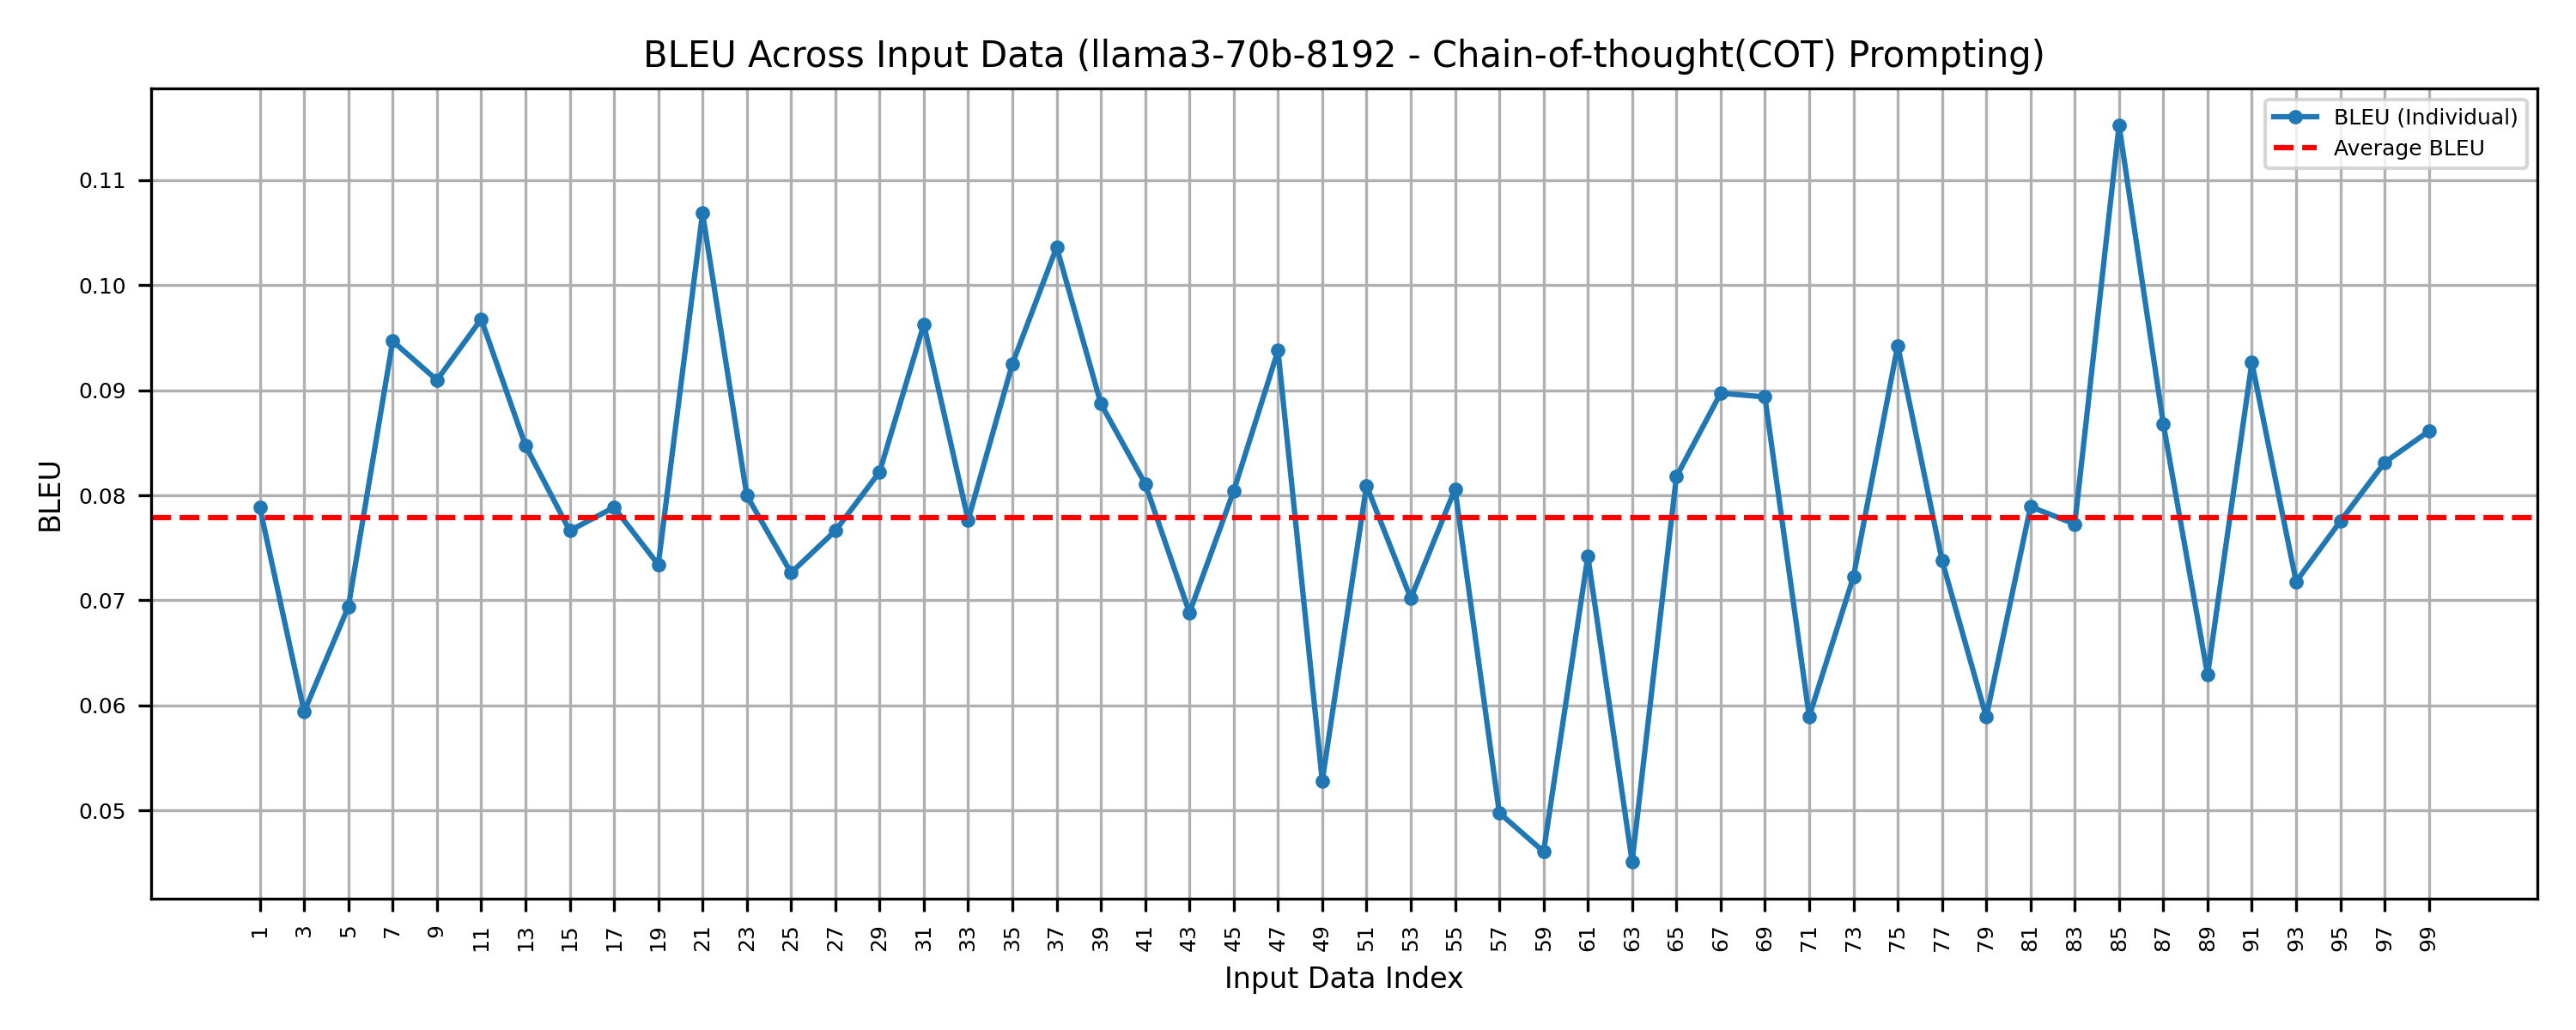 BLEU Across Input Data (llama3-70b-8192 - Chain-of-thought(COT) Prompting)
BLEU (Individual)
Average BLEU
BLEU
0.11
0.10
0.09
0.08
0.07
0.06
0.05
1 3 5 7 9 11 13 15 17 19 21 23 25 27 29 31 33 35 37 39 41 43 45 47 49 51 53 55 57 59 61 63 65 67 69 71 73 75 77 79 81 83 85 87 89 91 93 95 97 99
Input Data Index